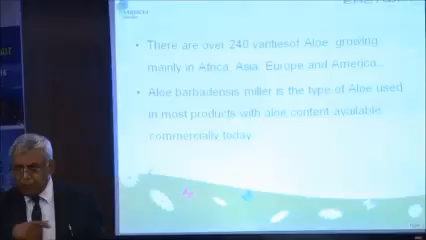 • There are over 240 varitiesof Aloe growing
mainly in Africa, Asia, Europe and America.
• Aloe barbadensis miller is the type of Aloe used
in most products with aloe content available
commercially today